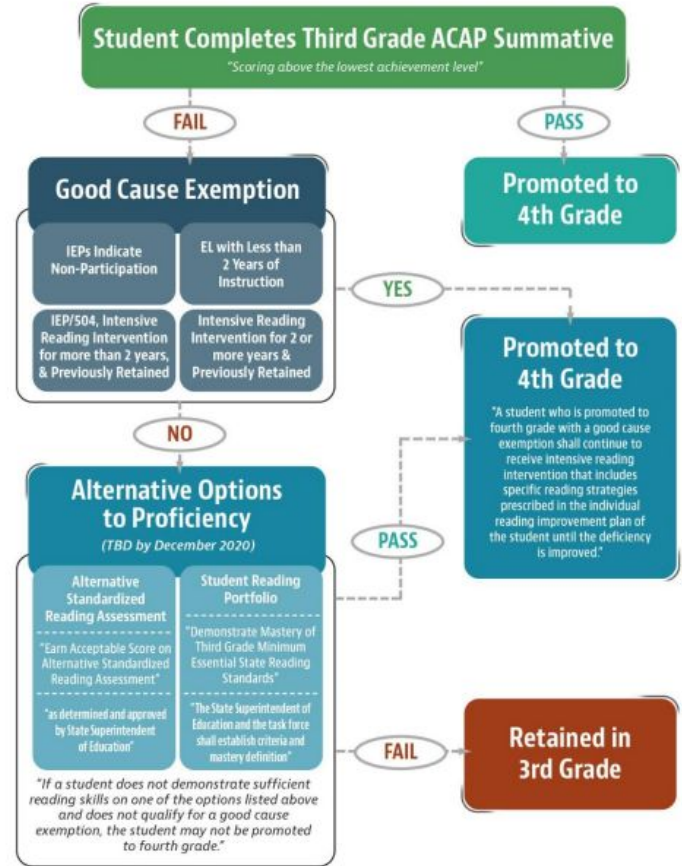 Student Completes Third Grade ACAP Summative
"Scoring above the lowest achievement level"
FAIL
PASS
Good Cause Exemption
IEPs Indicate
Non-Participation
EL with Less than
2 Years of
Instruction
IEP/504, Intensive
Reading Intervention
for more than 2 years,
& Previously Retained
Intensive Reading
Intervention for 2 or
more years &
Previously Retained
Promoted to
4th Grade
YES
NO
Promoted to
4th Grade
"A student who is promoted to
fourth grade with a good cause
exemption shall continue to
receive intensive reading
intervention that includes
specific reading strategies
prescribed in the individual
reading improvement plan of
the student until the deficiency
is improved."
Alternative Options
to Proficiency
(TBD by December 2020)
PASS
Alternative
Standardized
Reading Assessment
"Earn Acceptable Score on
Alternative Standardized
Reading Assessment"
"as determined and approved
by State Superintendent
of Education"
Student Reading
Portfolio
"Demonstrate Mastery of
Third Grade Minimum
Essential State Reading
Standards"
"The State Superintendent of
Education and the task force
shall establish criteria and
mastery definition"
FAIL
Retained in
3rd Grade
"If a student does not demonstrate sufficient
reading skills on one of the options listed above
and does not qualify for a good cause
exemption, the student may not be promoted
to fourth grade."